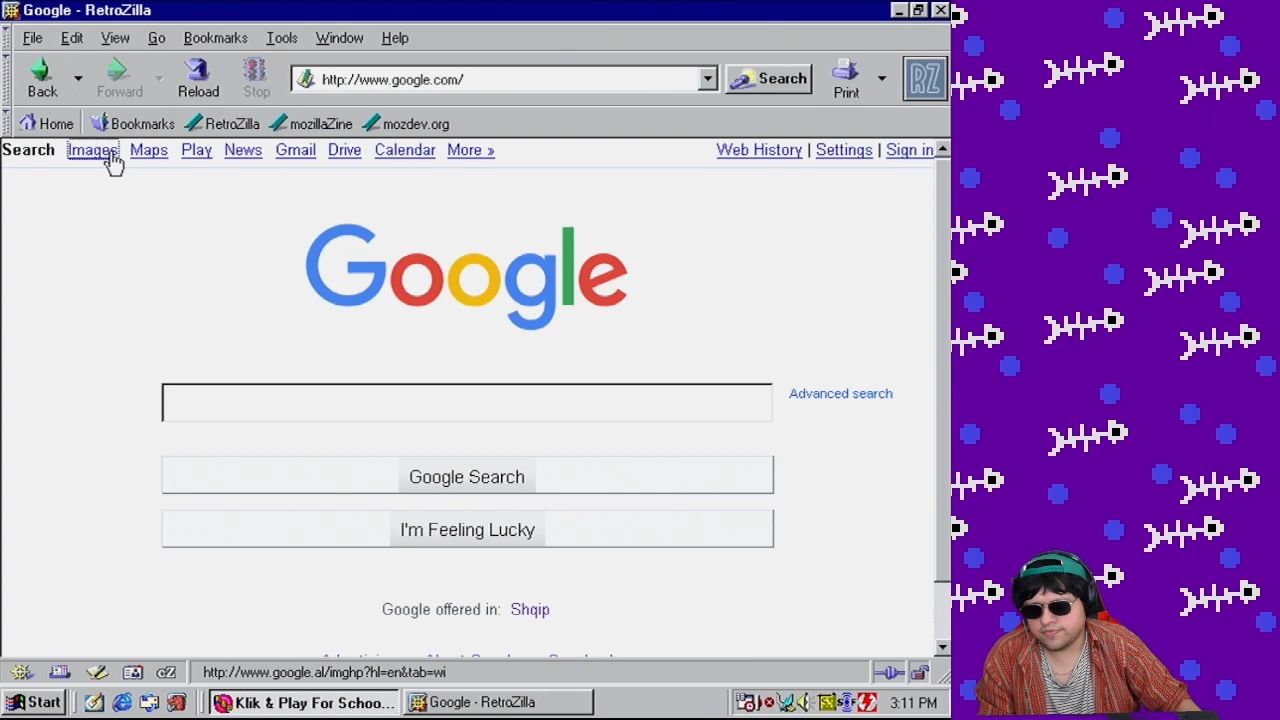 Google - RetroZilla
File Edit View Go Bookmarks Tools Window Help
Back Forward Reload Stop http://www.google.com/ Search Print RZ
Home Bookmarks RetroZilla mozillaZine mozdev.org
Search Images Maps Play News Gmail Drive Calendar More » Web History | Settings | Sign in
Google
Advanced search
Google Search
I'm Feeling Lucky
Google offered in: Shqip
http://www.google.al/imghp?hl=en&tab=wi
Start Klik & Play For Schoo... Google - RetroZilla 3:11 PM